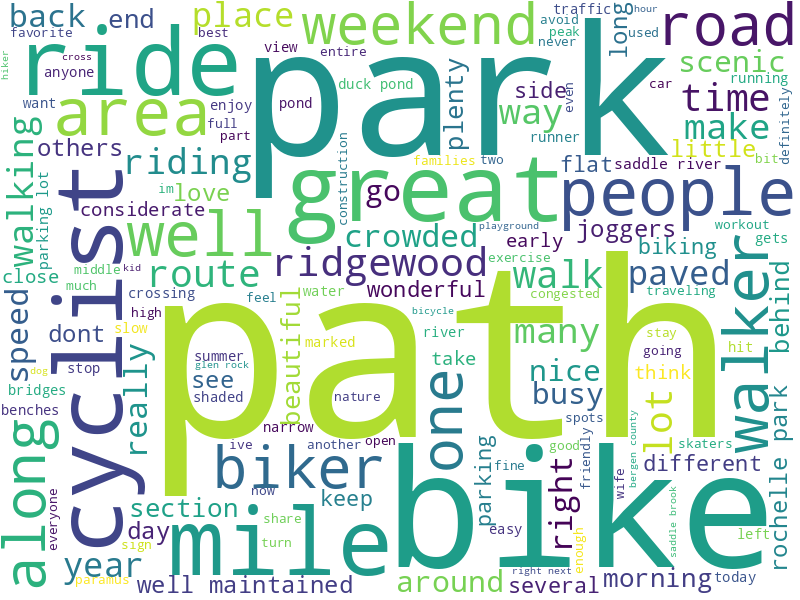 back
end
place
weekend
traffic
avoid
hour
long
road
favorite
cross
view
best
entire
peak
used
never
hiker
ride
park
anyone
scenic
want
area
enjoy
pond
duck pond
plenty
side
way
even
car
running
time
definitely
full
part
runner
make
others
riding
construction
families
two
flat
saddle river
little
bit
walking
parking lot
cyclist
im
love
great
go
people
considerate
well
crowded
early
joggers
workout
close
middle
much
kid
route
ridgewood
playground
exercise
walk
biking
gets
paved
behind
crossing
high
feel
water
wonderful
congested
traveling
walker
speed
dont
slow
stop
beautiful
marked
river
bicycle
path
many
stay
going
hit
really
summer
glen rock
shaded
see
nature
take
one
nice
busy
think
bridges
dog
benches
narrow
ive
another
open
spots
lot
along
biker
good
friendly
bergen county
skaters
rochelle park
everyone
section
now
keep
parking
fine
right
wife
different
day
mile
share
turn
bike
easy
enough
saddle brook
left
year
sign
paramus
well maintained
around
right next
several
morning
today